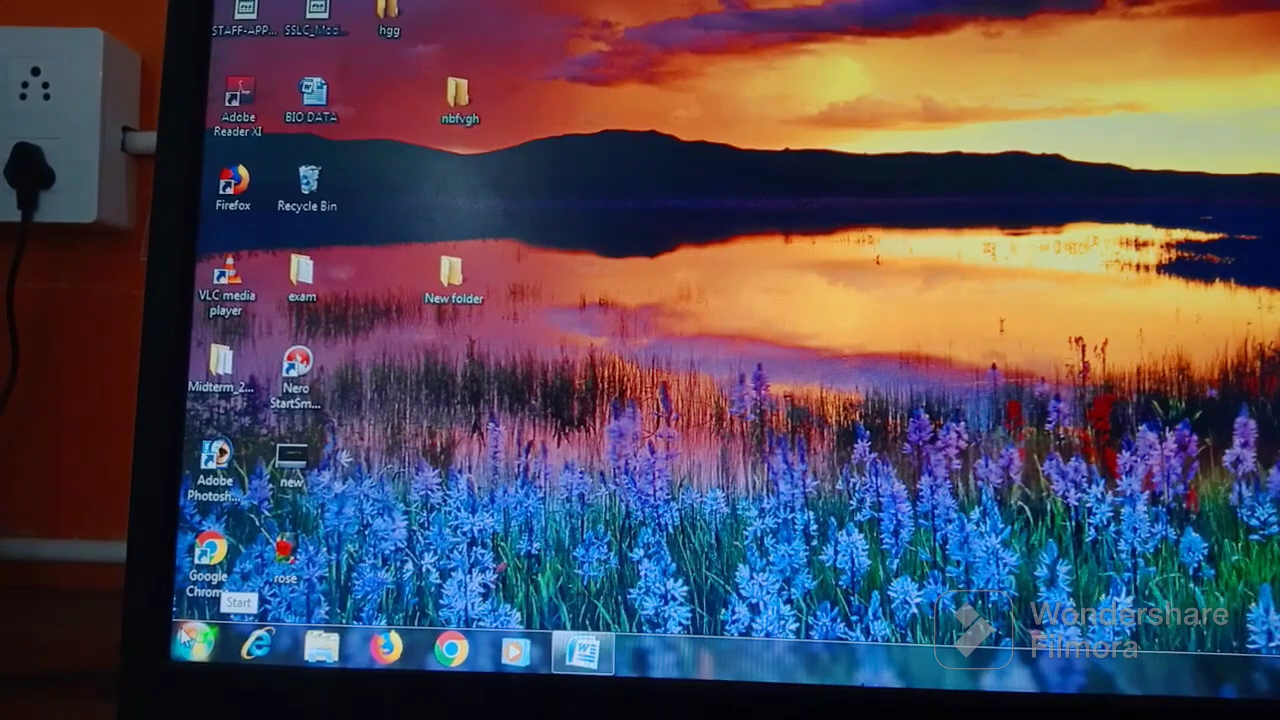 STAFF-APP...
SSLC_Mod...
hgg
Adobe
Reader XI
BIO DATA
nbfvgh
Firefox
Recycle Bin
VLC media
player
exam
New folder
Midterm_2...
Nero
StartSm...
Adobe
Photosh...
new
Google
Chrom
rose
Start
Wondershare
Filmora